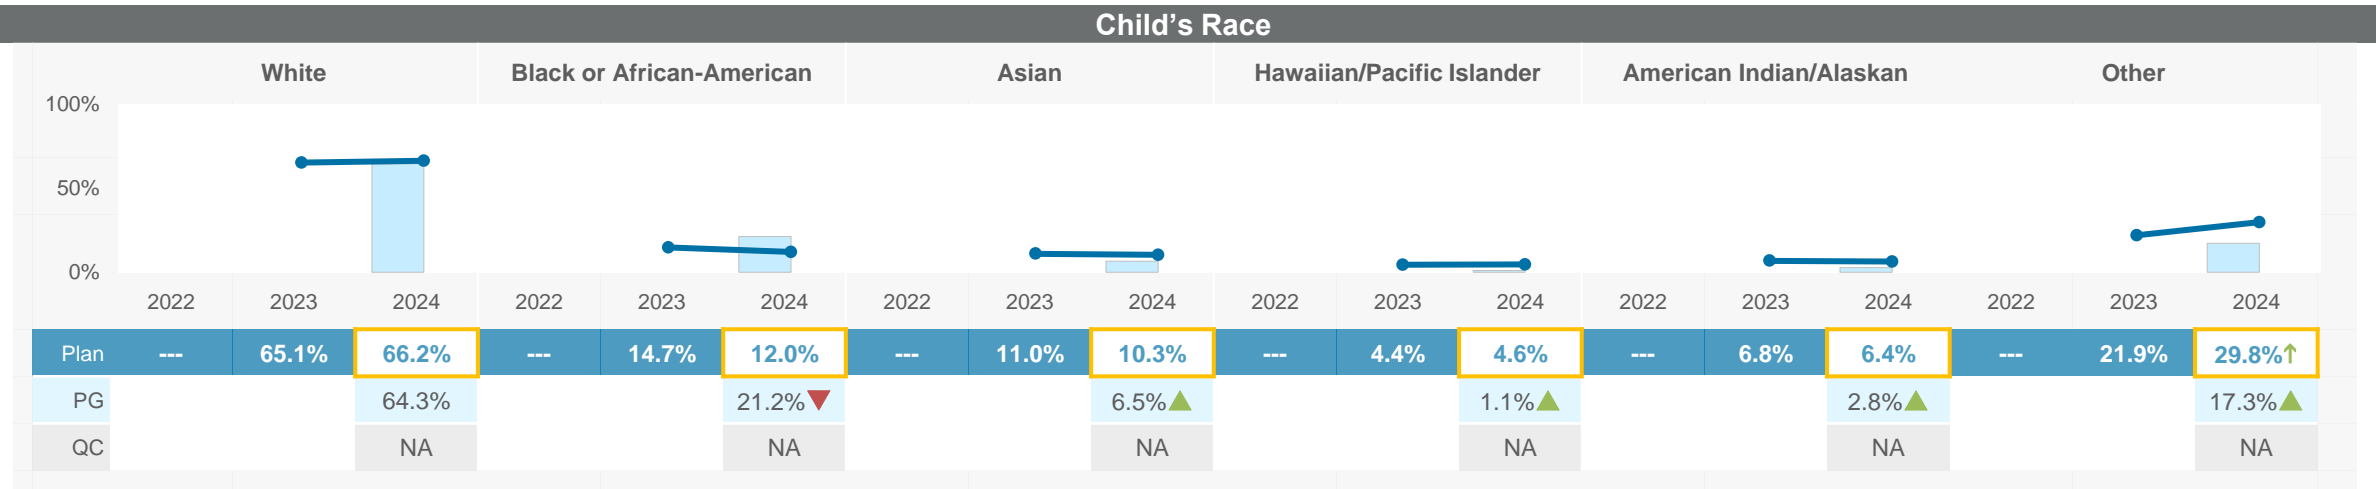 Child’s Race
White Black or African-American Asian Hawaiian/Pacific Islander American Indian/Alaskan Other
100%
50%
0%
2022 2023 2024 2022 2023 2024 2022 2023 2024 2022 2023 2024 2022 2023 2024 2022 2023 2024
Plan --- 65.1% 66.2% --- 14.7% 12.0% --- 11.0% 10.3% --- 4.4% 4.6% --- 6.8% 6.4% --- 21.9% 29.8%↑
PG 64.3% 21.2%▼ 6.5%▲ 1.1%▲ 2.8%▲ 17.3%▲
QC NA NA NA NA NA NA